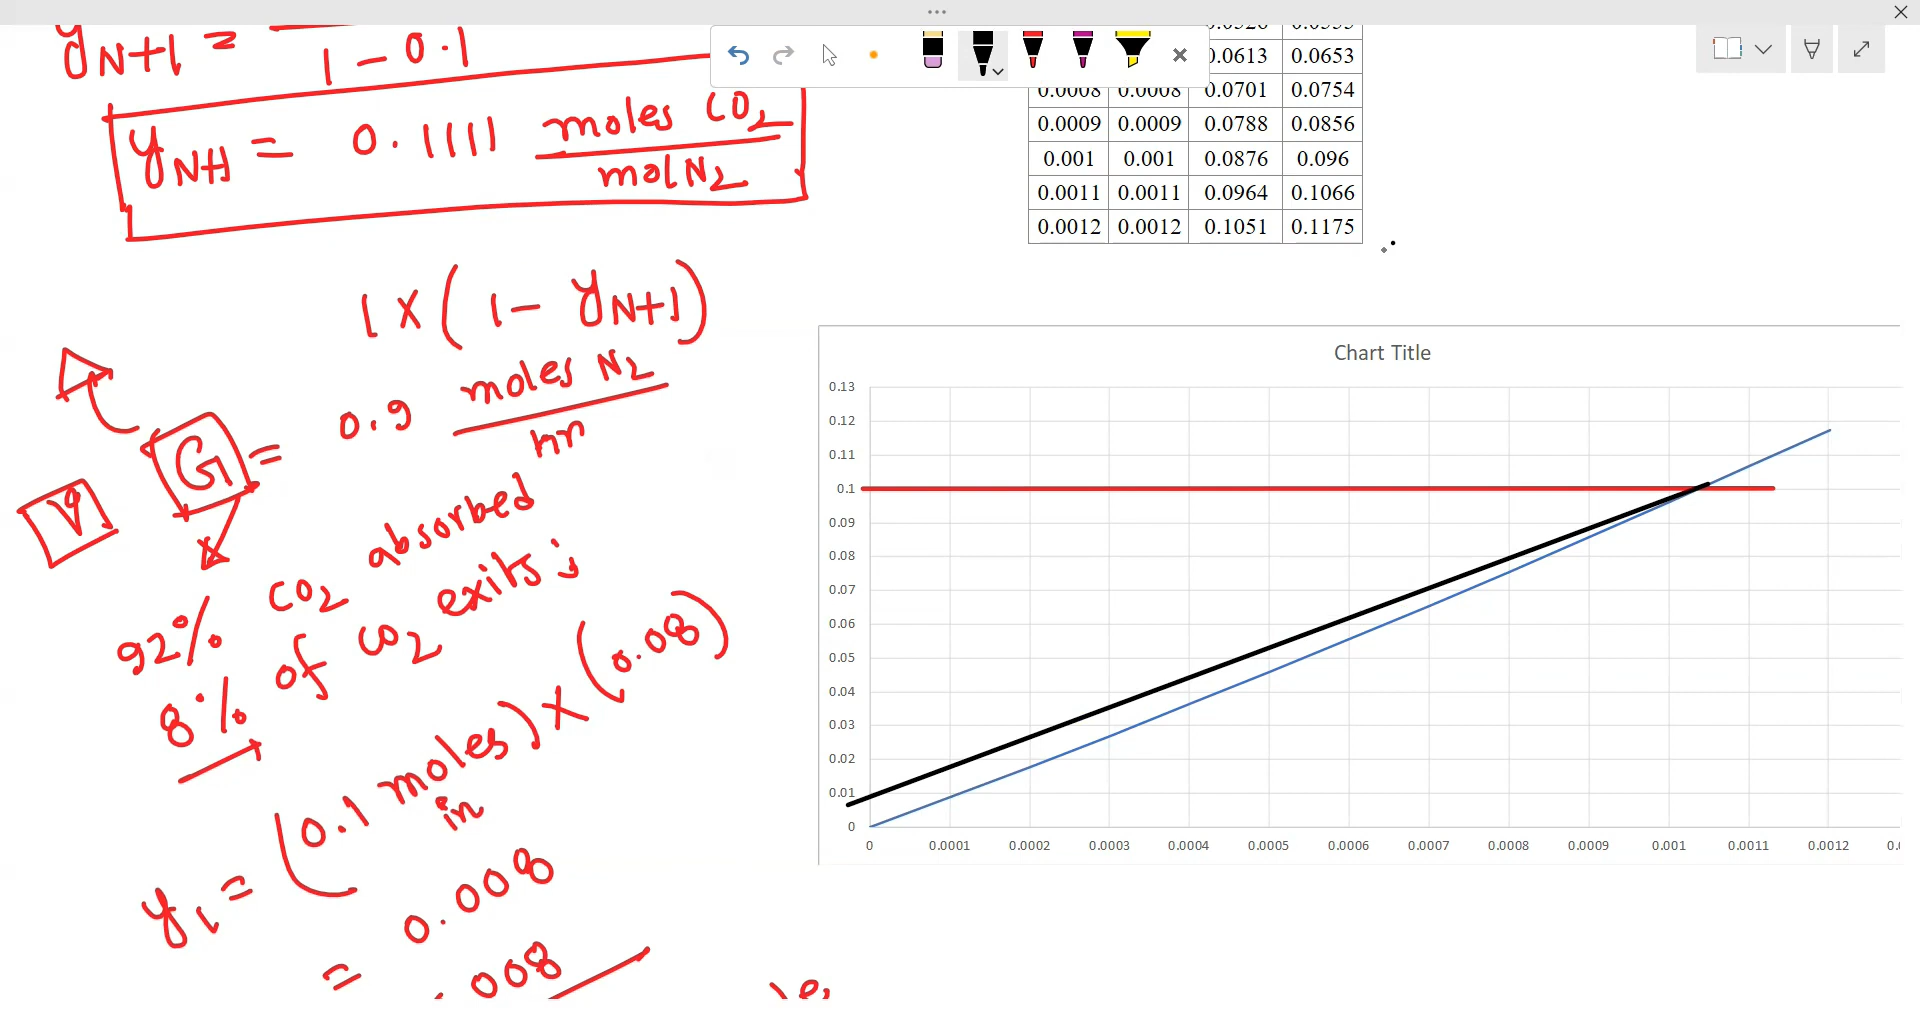 yN+1 =
1 - 0.1
yN+1 = 0.1111 moles CO2
mol N2
1 x ( 1 - yN+1)
G = 0.9 moles N2
hr
92% CO2 absorbed
8% of CO2 exits;
y1 = (0.1 moles) x (0.08)
in
= 0.008
0.0613 0.0653
0.0008 0.0008 0.0701 0.0754
0.0009 0.0009 0.0788 0.0856
0.001 0.001 0.0876 0.096
0.0011 0.0011 0.0964 0.1066
0.0012 0.0012 0.1051 0.1175
Chart Title
0.13
0.12
0.11
0.1
0.09
0.08
0.07
0.06
0.05
0.04
0.03
0.02
0.01
0
0 0.0001 0.0002 0.0003 0.0004 0.0005 0.0006 0.0007 0.0008 0.0009 0.001 0.0011 0.0012